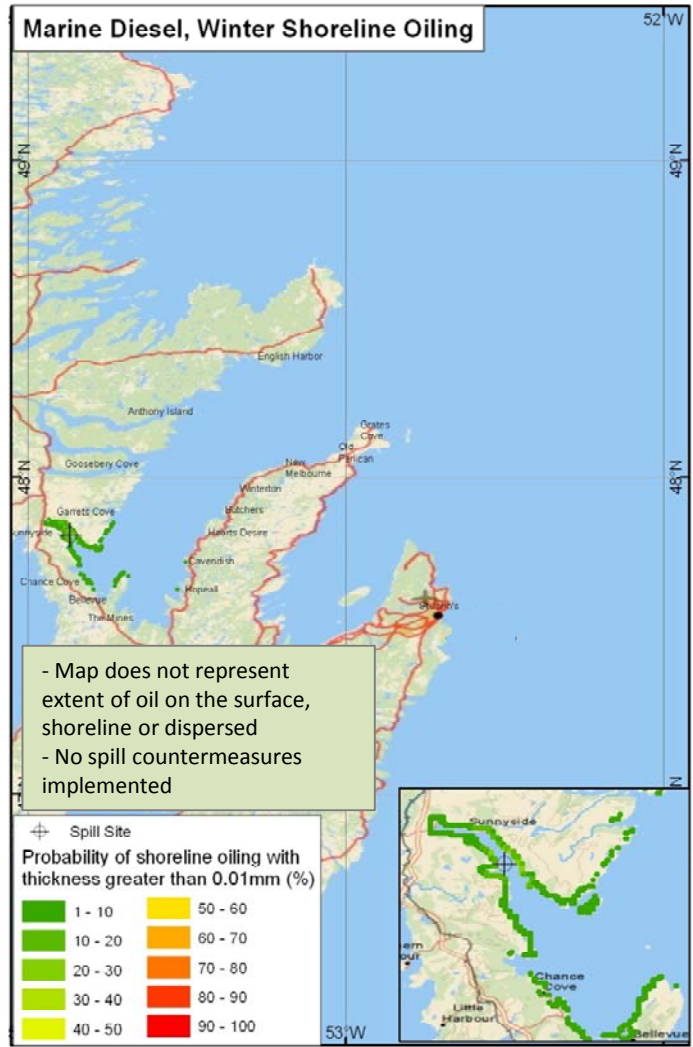 Marine Diesel, Winter Shoreline Oiling
52°W
49°N
49°N
English Harbor
Anthony Island
Grates
Cove
Old
Perlican
New
Melbourne
48°N
48°N
Goosebery Cove
Winterton
Butchers
Garrets Cove
unnyside
Hearts Desire
Cavendish
Chance Cove
Hopeall
Bellevue
The Mines
St. John's
- Map does not represent
extent of oil on the surface,
shoreline or dispersed
- No spill countermeasures
implemented
Spill Site
Probability of shoreline oiling with
thickness greater than 0.01mm (%)
1 - 10
10 - 20
20 - 30
30 - 40
40 - 50
50 - 60
60 - 70
70 - 80
80 - 90
90 - 100
53°W
Sunnyside
ern
our
Chance
Cove
Little
Harbour
Bellevue